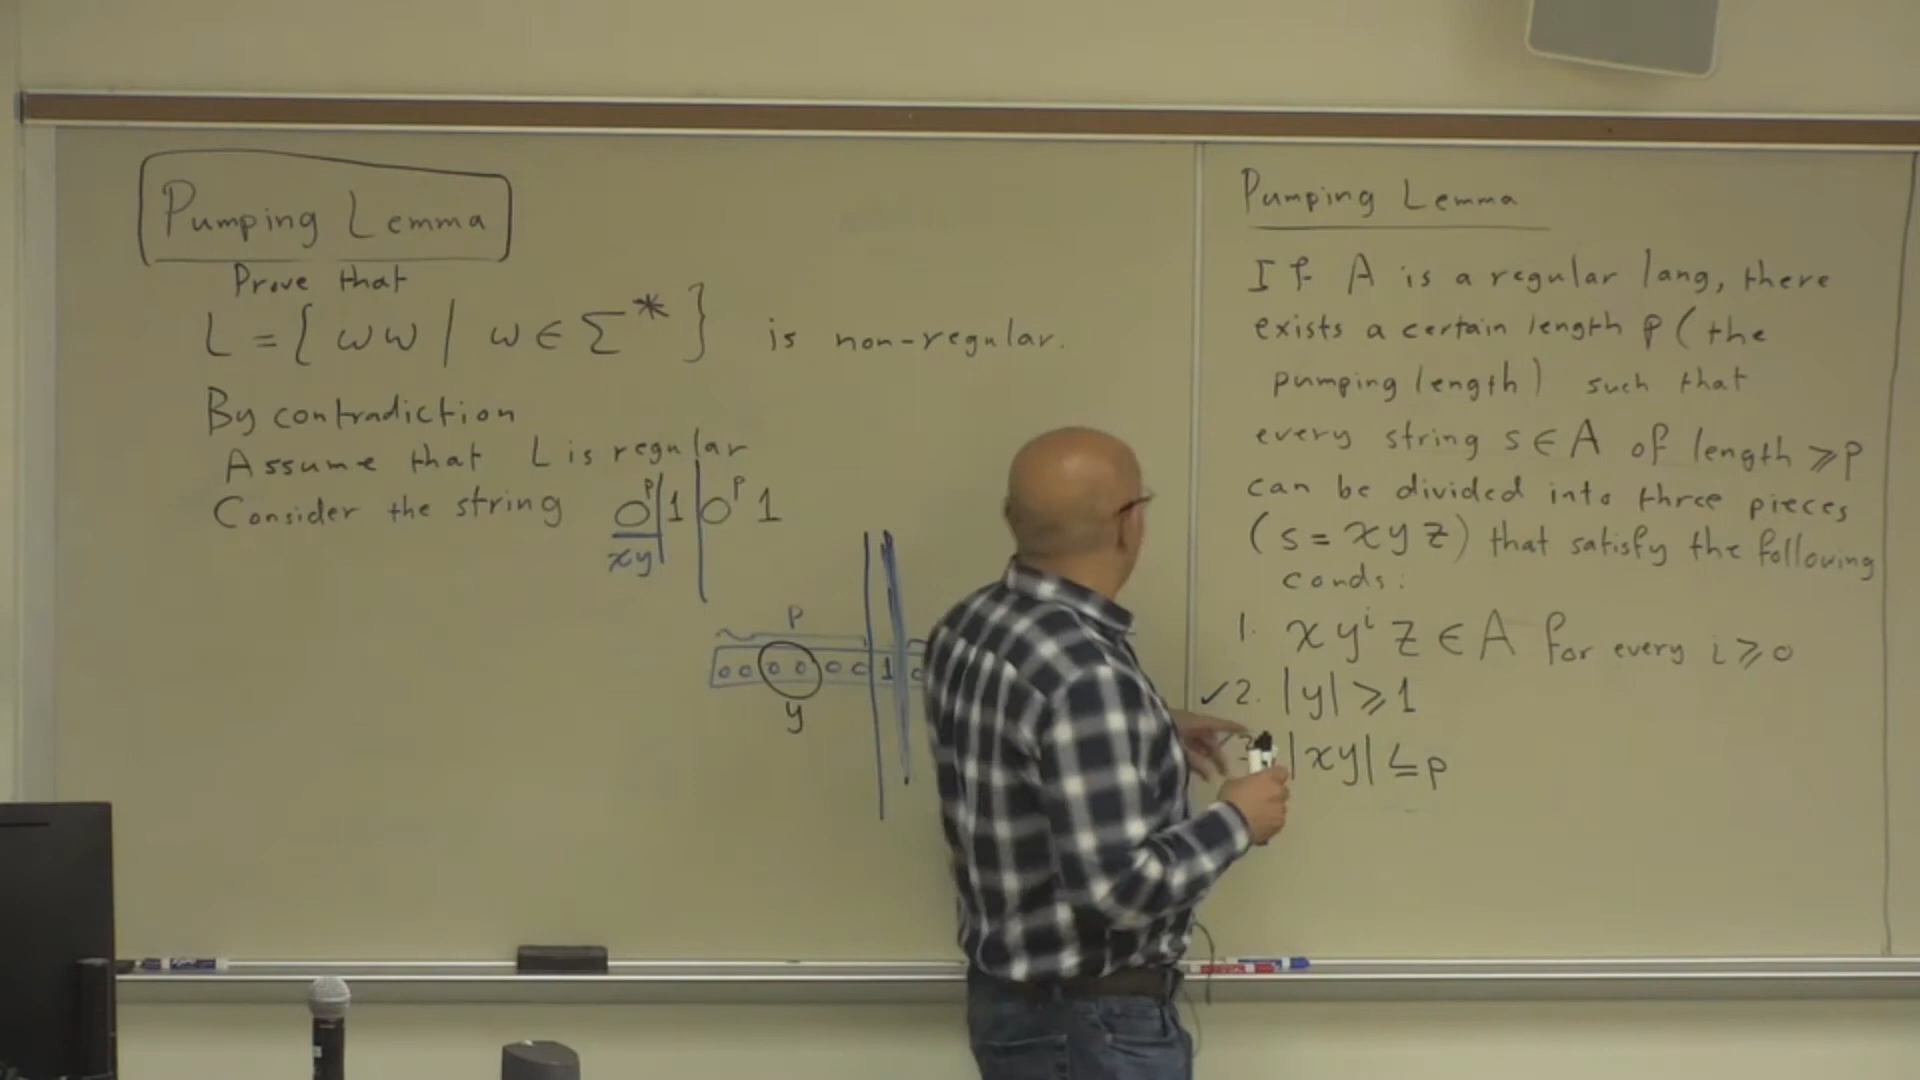 Pumping Lemma
Prove that
L = { ww | w ∈ Σ* } is non-regular.
By contradiction
Assume that L is regular
Consider the string 0ᵖ 1 0ᵖ 1
xy
P
0 0 0 0 0 0 1 0
y
Pumping Lemma
If A is a regular lang, there
exists a certain length p (the
pumping length) such that
every string s ∈ A of length ⩾ p
can be divided into three pieces
(s = xyz) that satisfy the following
conds:
1. xyⁱz ∈ A for every i ⩾ 0
✓ 2. |y| ⩾ 1
|xy| ≤ p